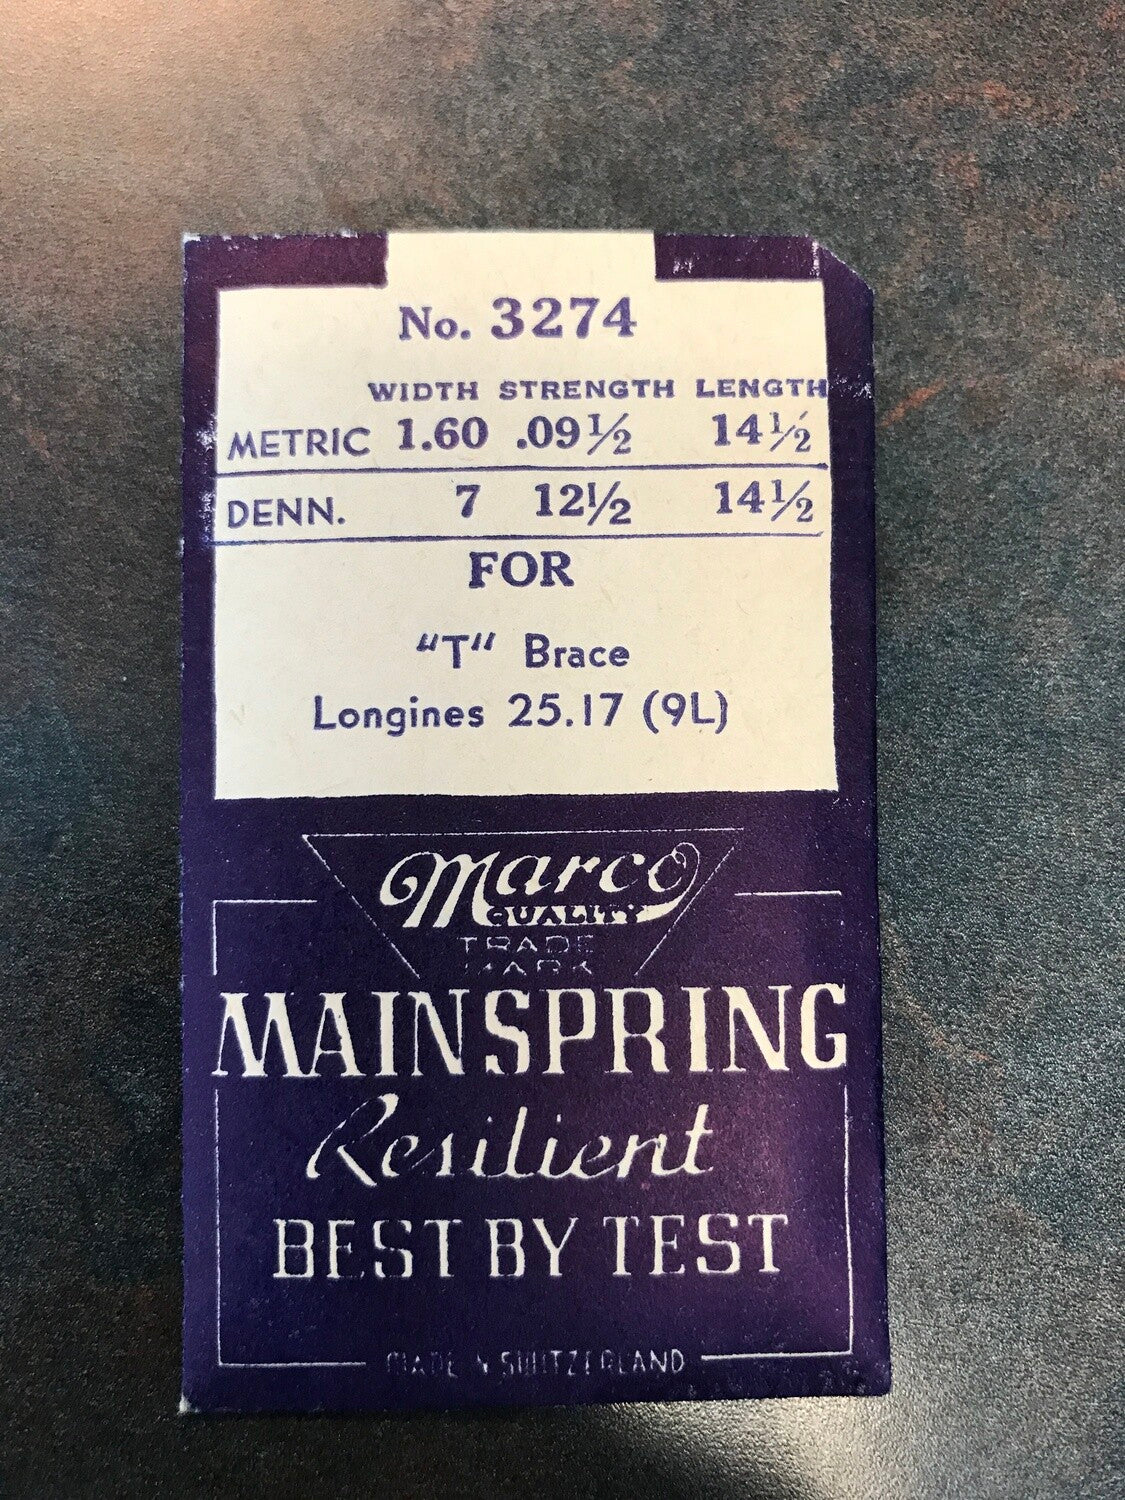 No. 3274
WIDTH STRENGTH LENGTH
METRIC 1.60 .09½ 14½
DENN. 7 12½ 14½
FOR
"T" Brace
Longines 25.17 (9L)
Marco
QUALITY
TRADE
MARK
MAINSPRING
Resilient
BEST BY TEST
MADE IN SWITZERLAND